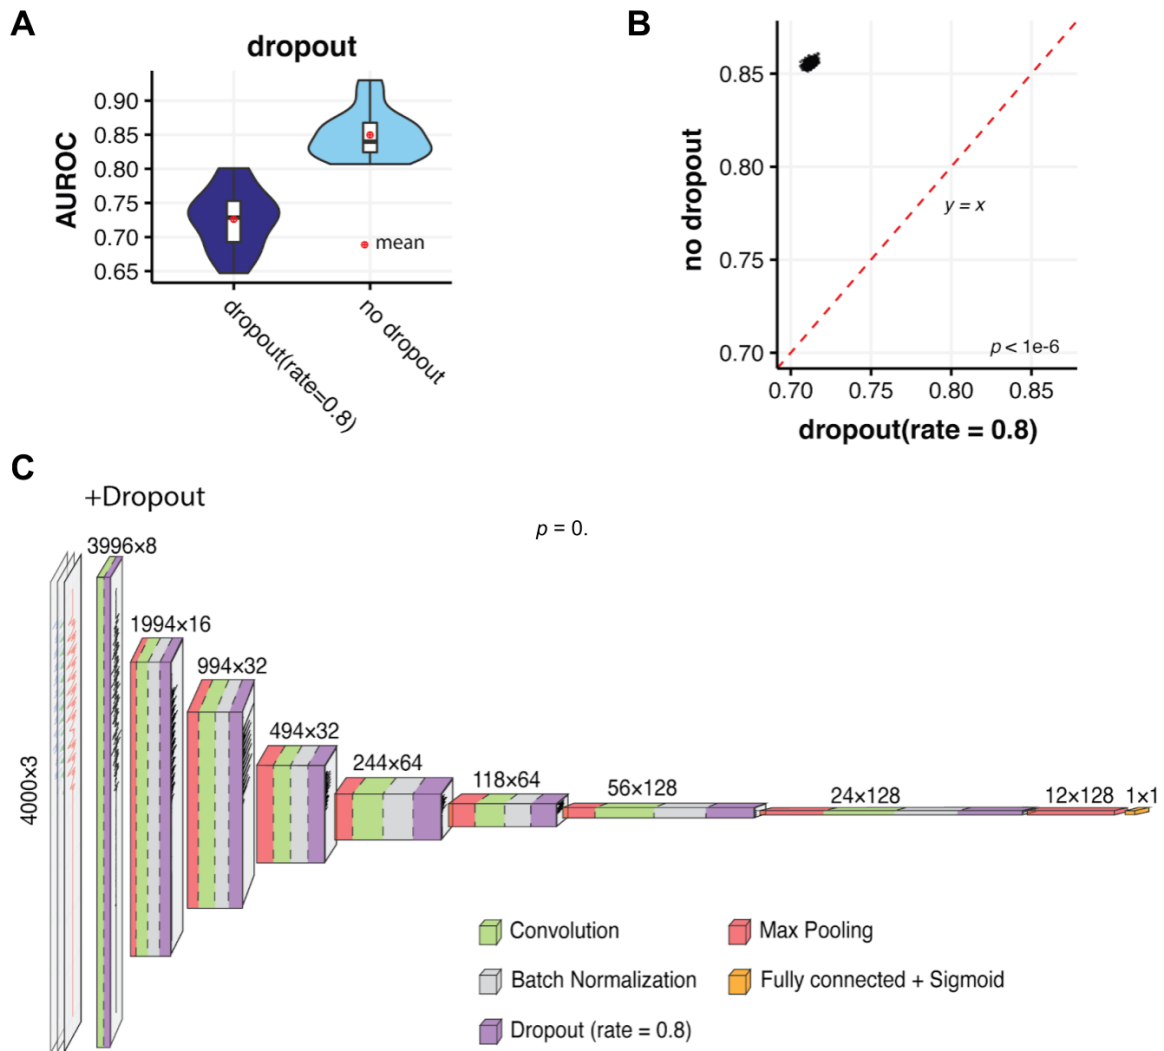 A
dropout
AUROC
0.90
0.85
0.80
0.75
0.70
0.65
mean
dropout(rate=0.8)
no dropout
B
no dropout
0.85
0.80
0.75
0.70
y = x
p < 1e-6
0.70
0.75
0.80
0.85
dropout(rate = 0.8)
C
+Dropout
p = 0.
4000×3
3996×8
1994×16
994×32
494×32
244×64
118×64
56×128
24×128
12×128
1×1
Convolution
Max Pooling
Batch Normalization
Fully connected + Sigmoid
Dropout (rate = 0.8)